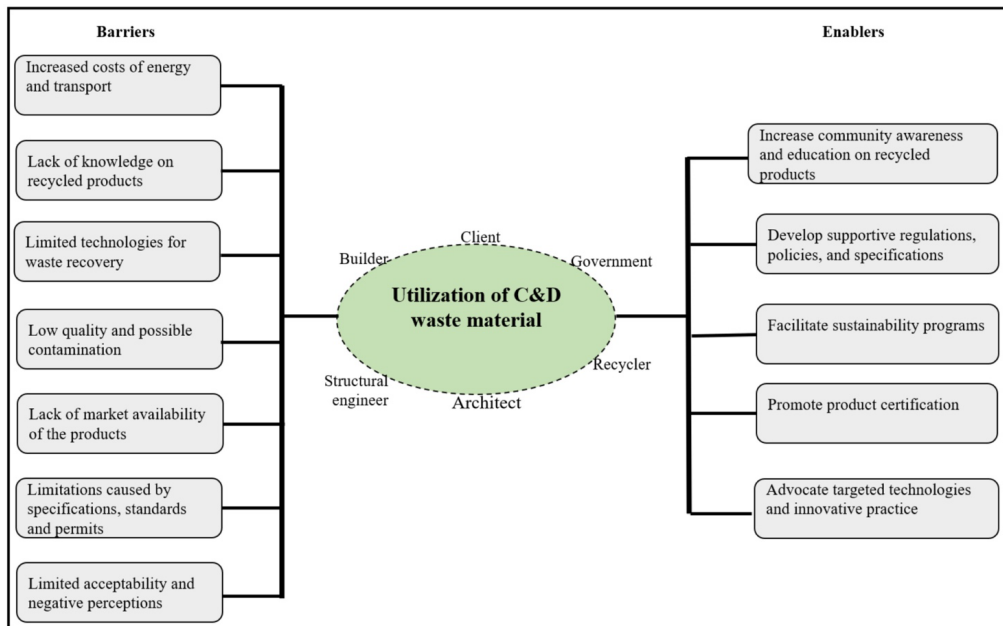 Barriers
Increased costs of energy
and transport
Lack of knowledge on
recycled products
Limited technologies for
waste recovery
Low quality and possible
contamination
Lack of market availability
of the products
Limitations caused by
specifications, standards
and permits
Limited acceptability and
negative perceptions
Client
Builder
Government
Utilization of C&D
waste material
Structural
engineer
Recycler
Architect
Enablers
Increase community awareness
and education on recycled
products
Develop supportive regulations,
policies, and specifications
Facilitate sustainability programs
Promote product certification
Advocate targeted technologies
and innovative practice